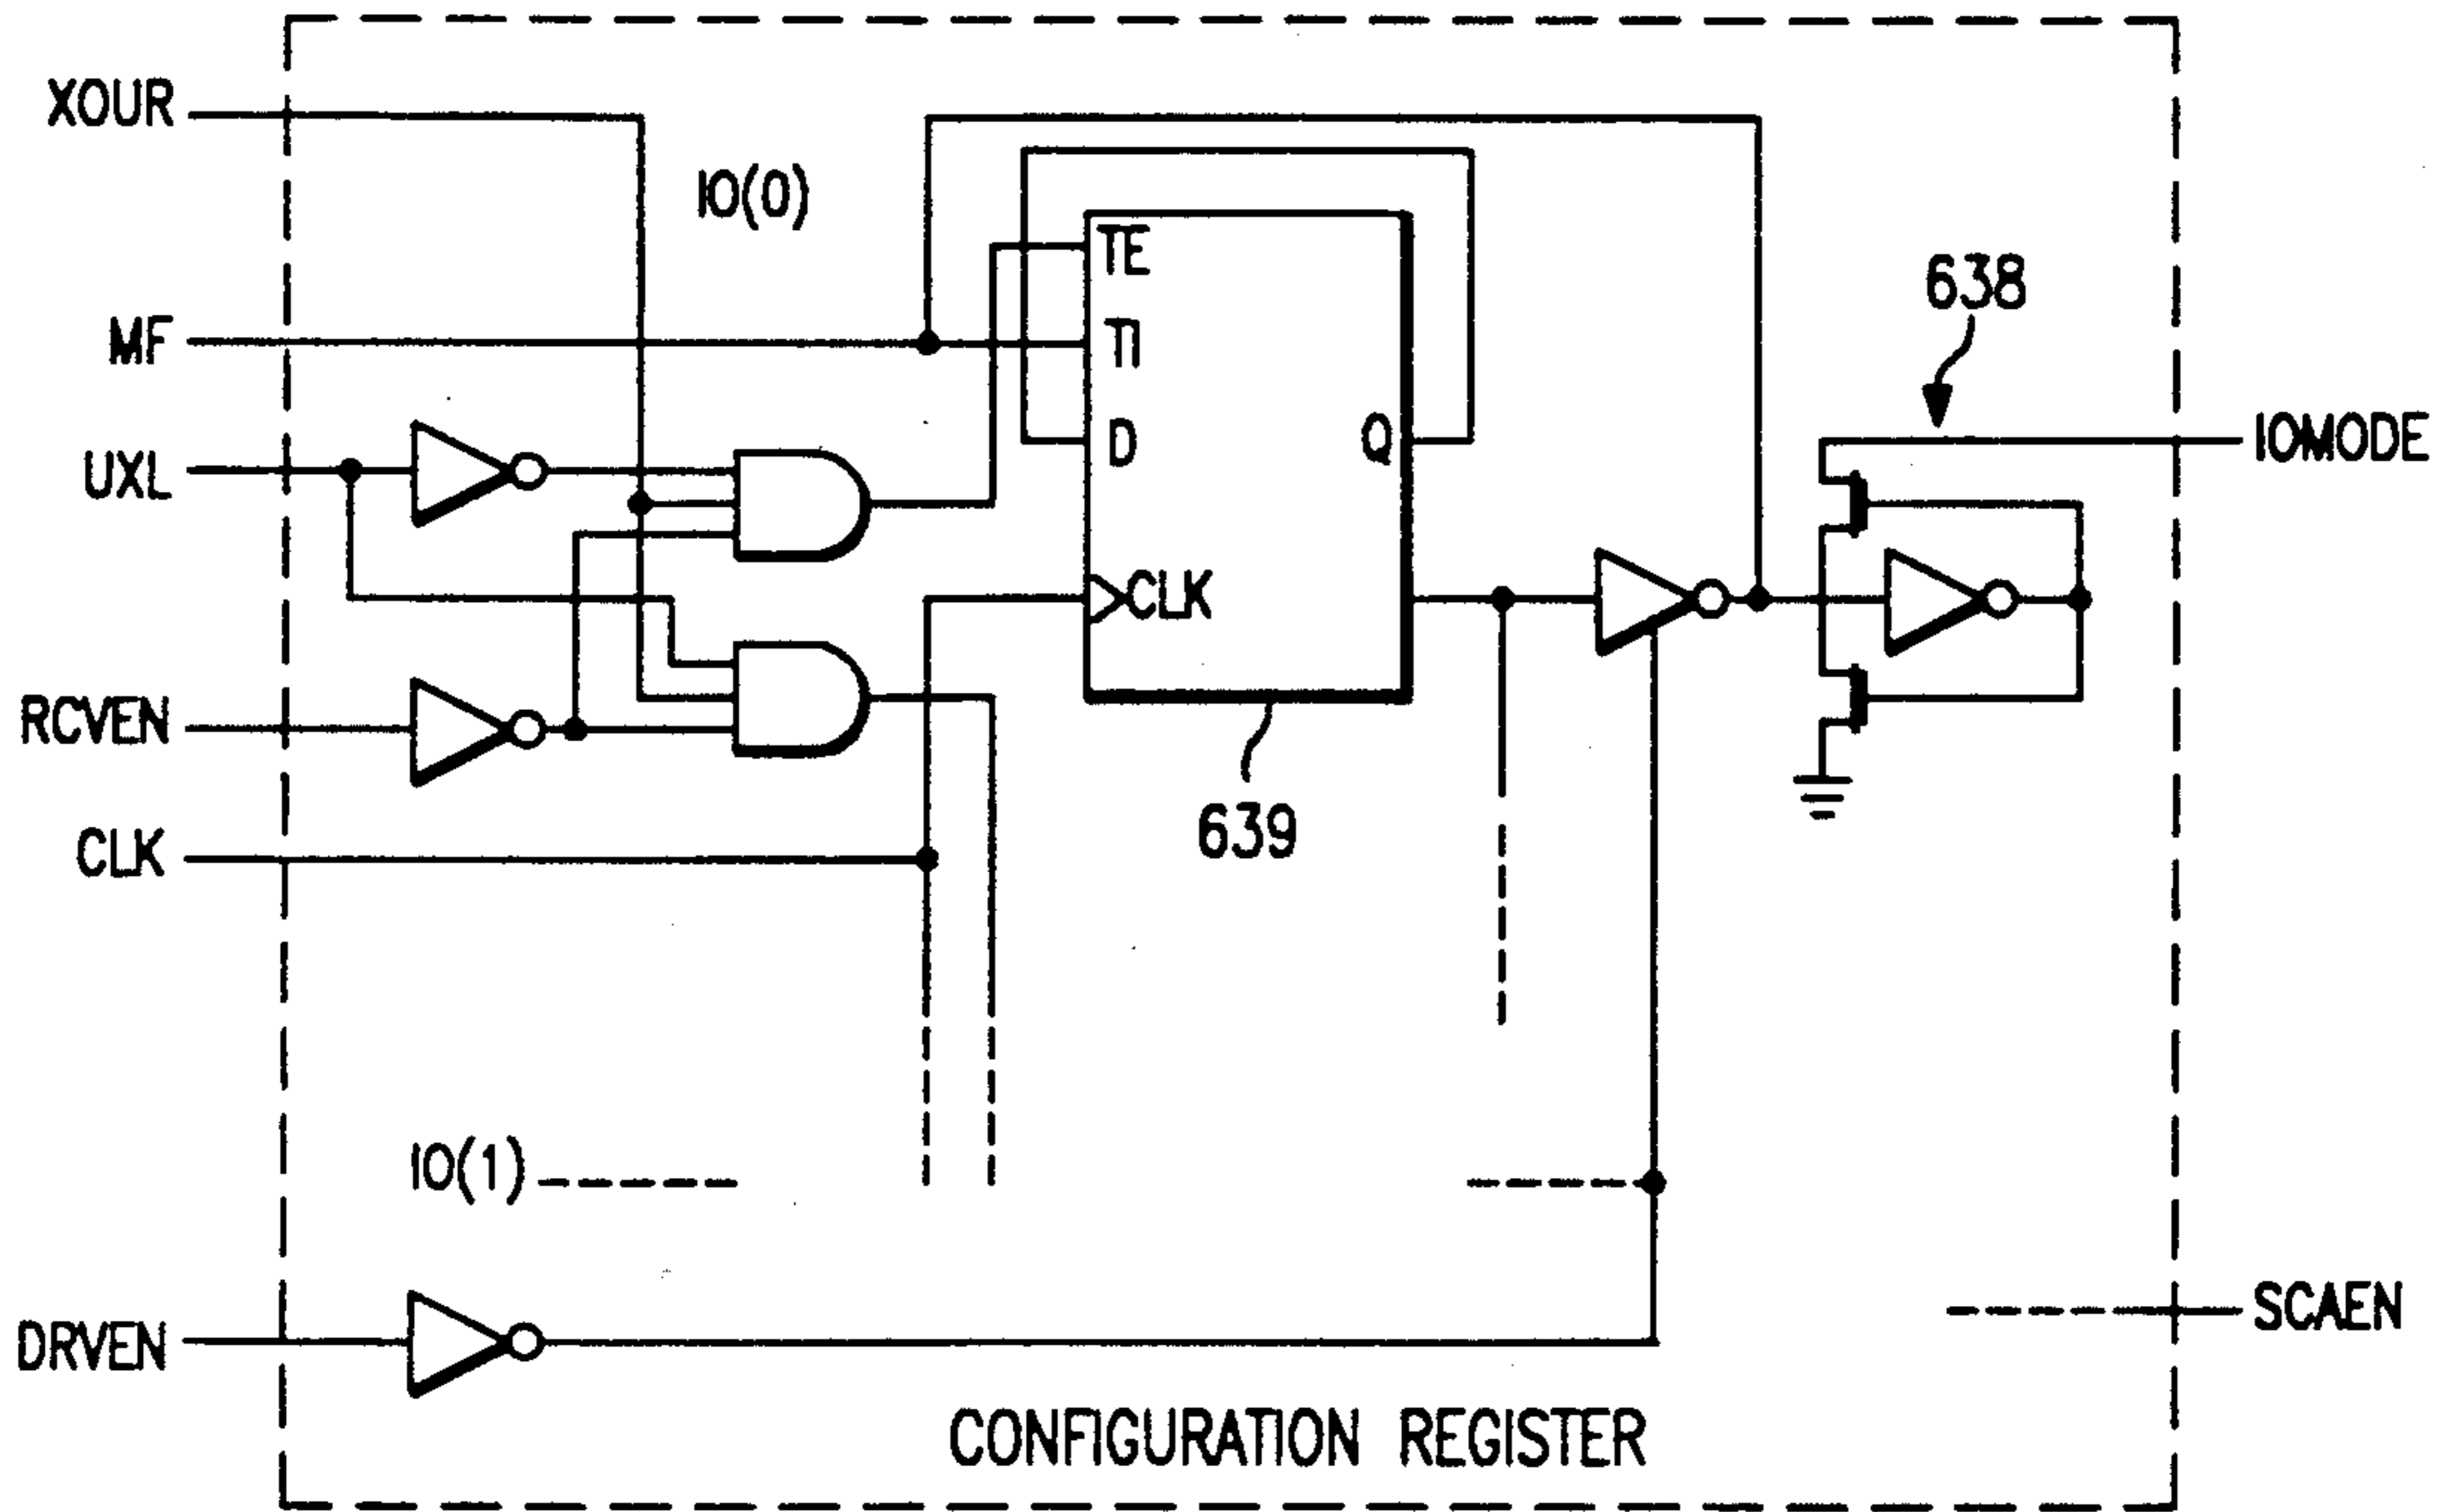 XOUR
IO(0)
TE
638
MF
TI
IOMODE
D
Q
UXL
CLK
RCVEN
639
CLK
IO(1)
SCAEN
DRVEN
CONFIGURATION REGISTER